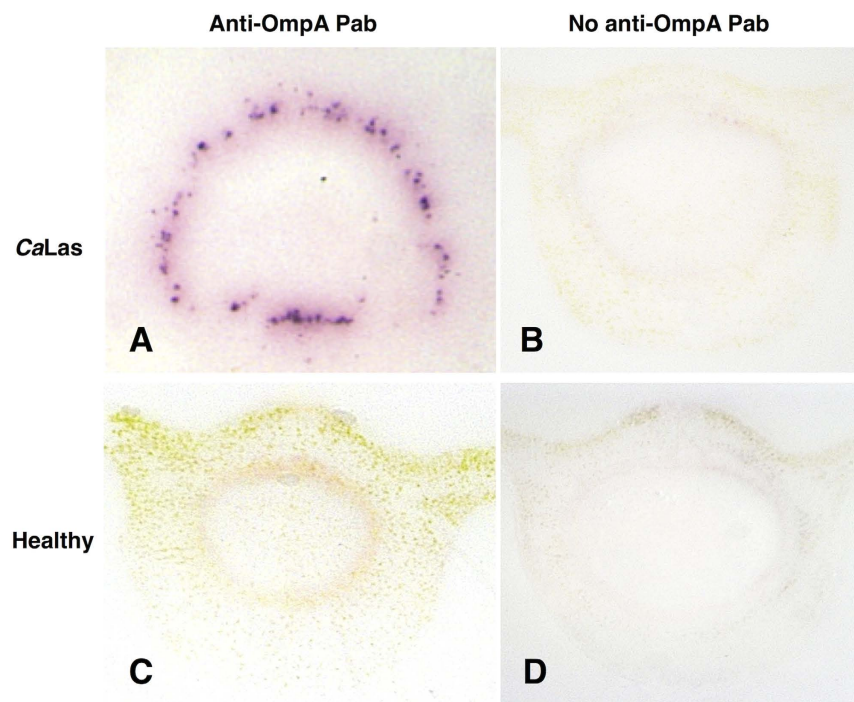 Anti-OmpA Pab
No anti-OmpA Pab
CaLas
A
B
Healthy
C
D